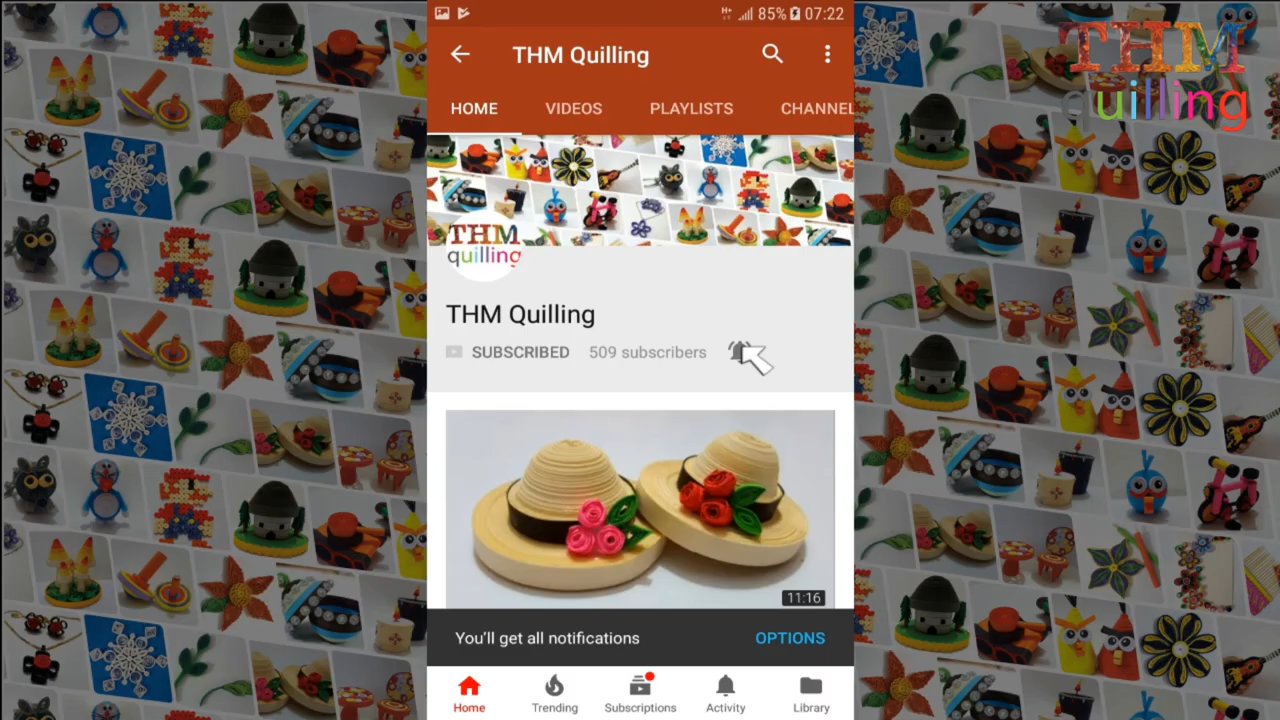 85% 07:22
THM Quilling
HOME VIDEOS PLAYLISTS CHANNEL
THM
quilling
THM
quilling
THM Quilling
SUBSCRIBED 509 subscribers
11:16
You'll get all notifications OPTIONS
Home Trending Subscriptions Activity Library